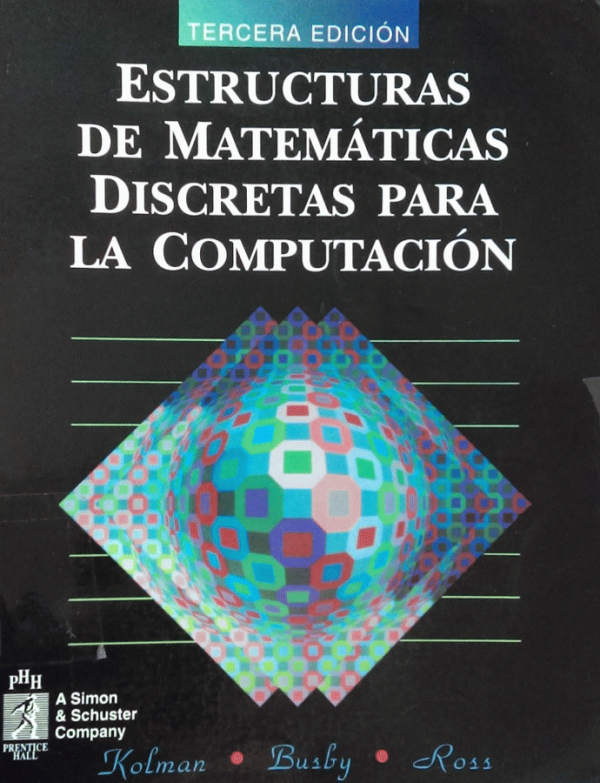 TERCERA EDICIÓN
ESTRUCTURAS
DE MATEMÁTICAS
DISCRETAS PARA
LA COMPUTACIÓN
PHH
PRENTICE
HALL
A Simon
& Schuster
Company
Kolman • Busby • Ross